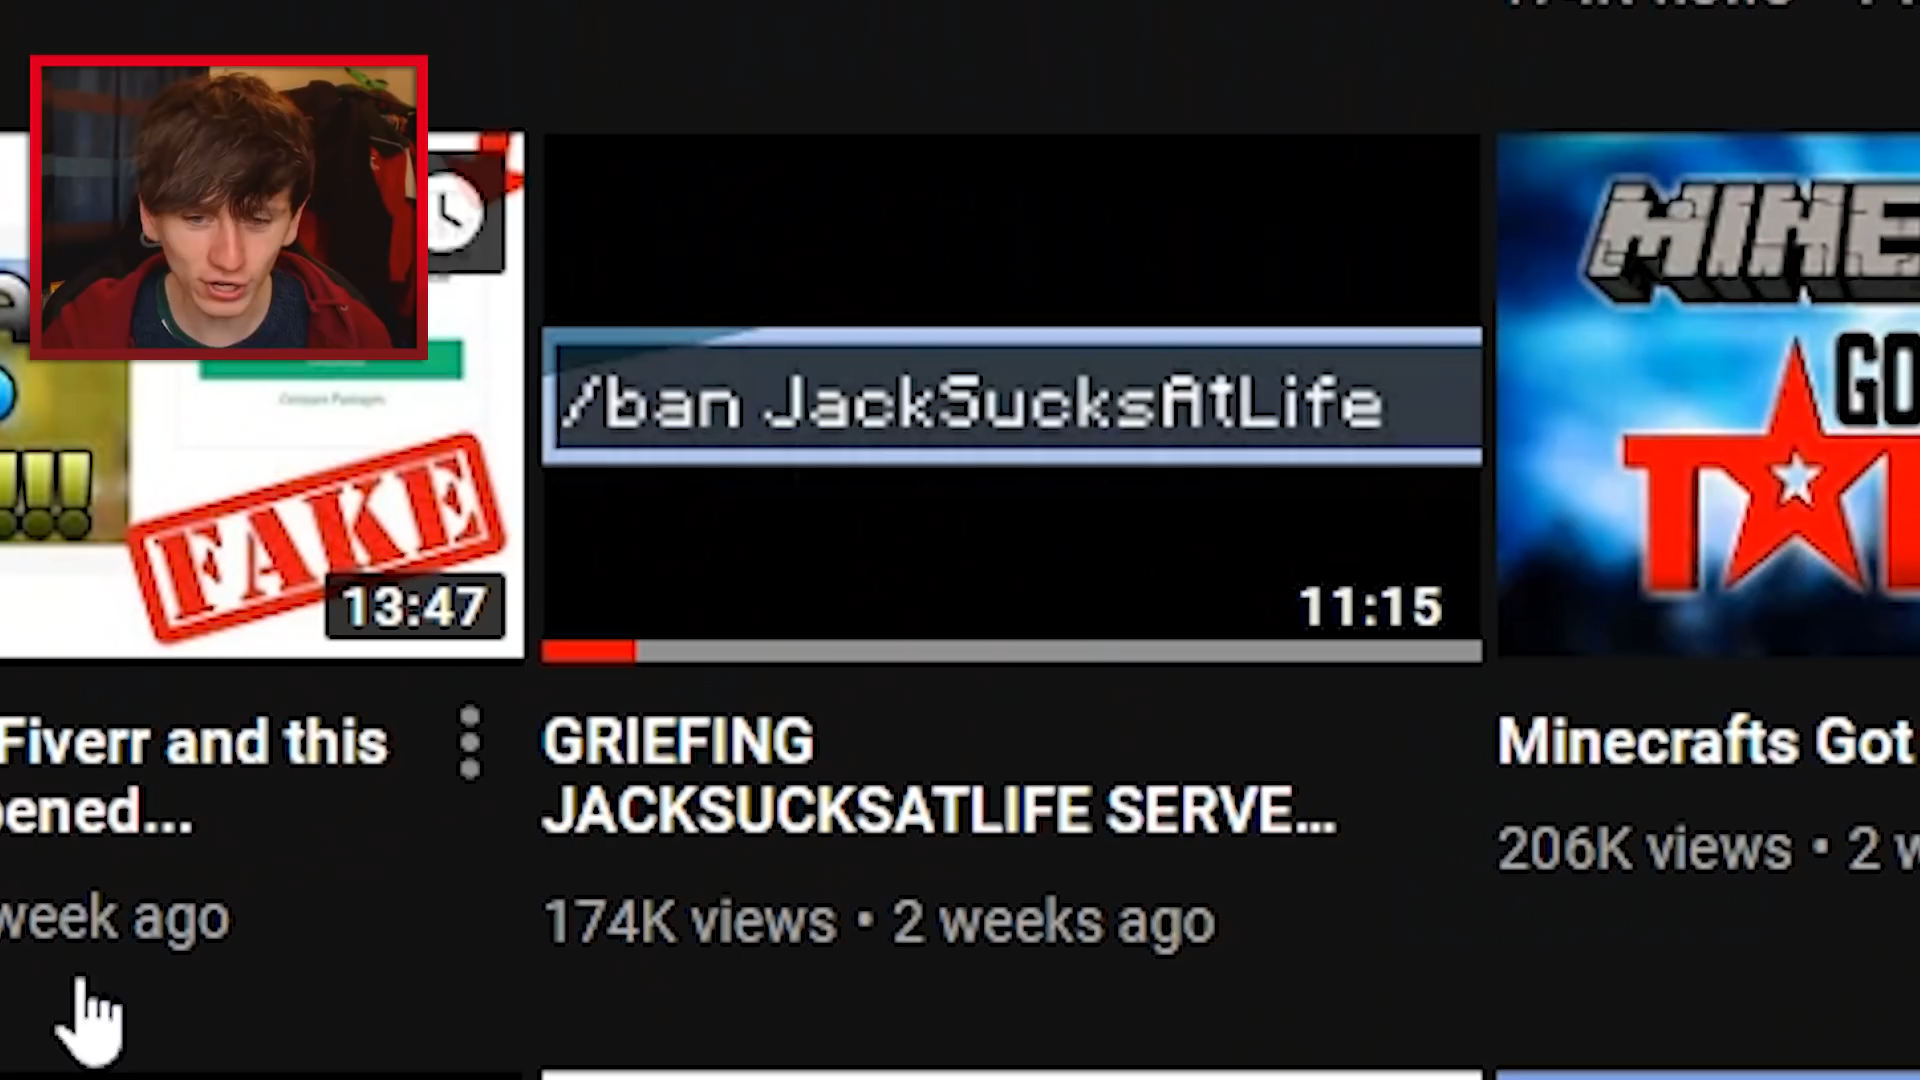 /ban JackSucksAtLife
FAKE
13:47
11:15
MINE
GO
!!!
Fiverr and this
GRIEFING
JACKSUCKSATLIFE SERVE...
Minecrafts Got
174K views • 2 weeks ago
206K views • 2 w
week ago